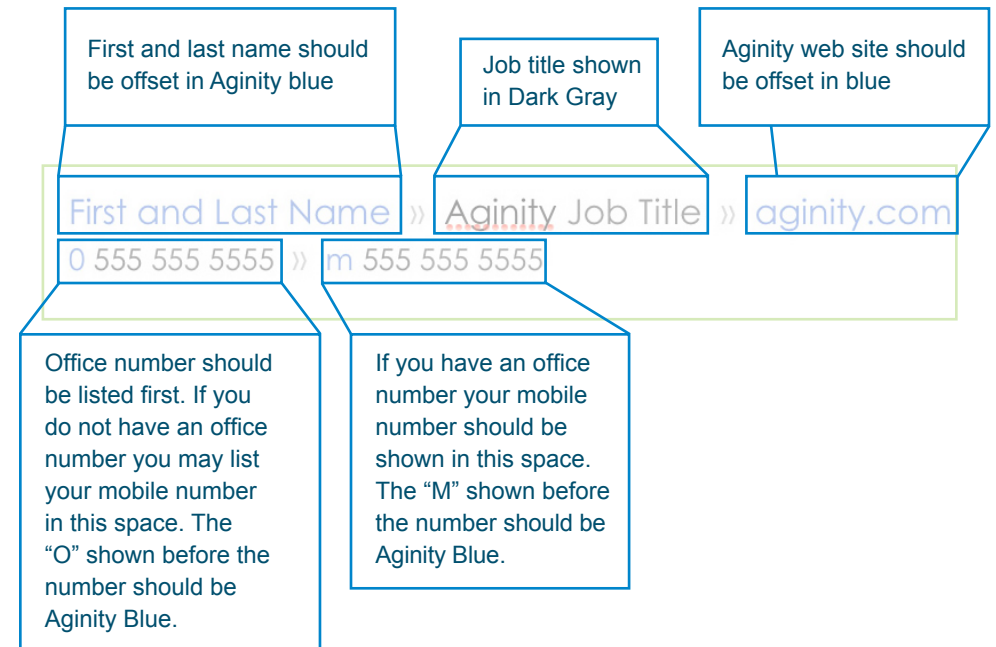 First and last name should
be offset in Aginity blue
Job title shown
in Dark Gray
Aginity web site should
be offset in blue
First and Last Name » Aginity Job Title » aginity.com
0 555 555 5555 » m 555 555 5555
Office number should
be listed first. If you
do not have an office
number you may list
your mobile number
in this space. The
“O” shown before the
number should be
Aginity Blue.
If you have an office
number your mobile
number should be
shown in this space.
The “M” shown before
the number should be
Aginity Blue.